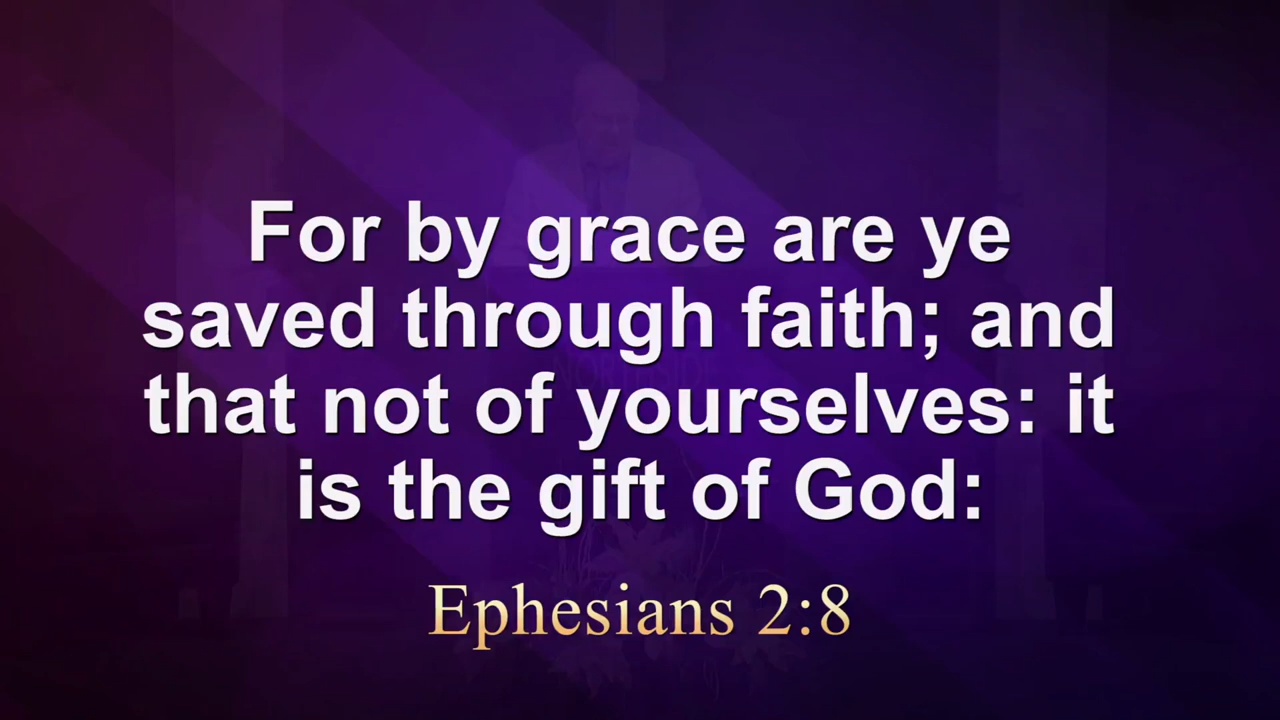 For by grace are ye
saved through faith; and
that not of yourselves: it
is the gift of God:
Ephesians 2:8